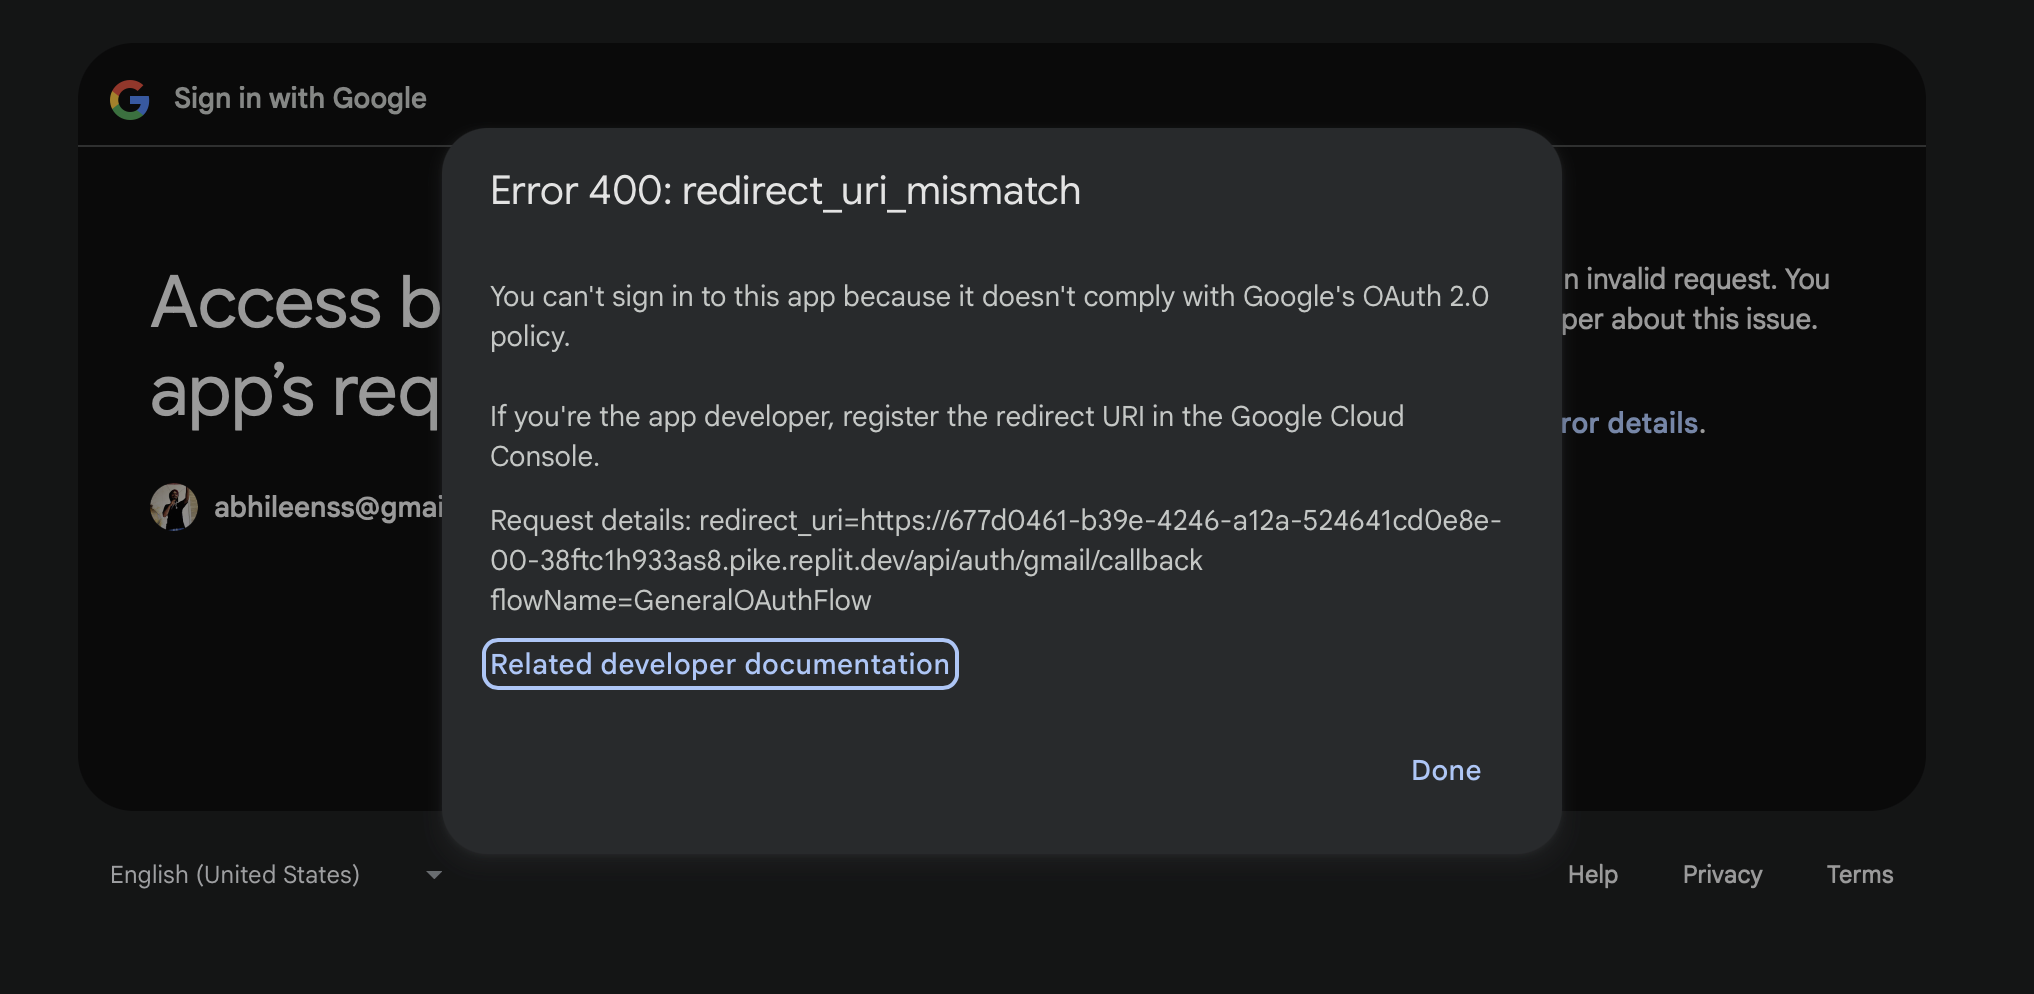 Sign in with Google
Error 400: redirect_uri_mismatch
You can't sign in to this app because it doesn't comply with Google's OAuth 2.0
policy.
If you're the app developer, register the redirect URI in the Google Cloud
Console.
Request details: redirect_uri=https://677d0461-b39e-4246-a12a-524641cd0e8e-
00-38ftc1h933as8.pike.replit.dev/api/auth/gmail/callback
flowName=GeneralOAuthFlow
Related developer documentation
Done
Access b
app’s req
abhileenss@gmai
n invalid request. You
per about this issue.
ror details.
English (United States)
Help
Privacy
Terms